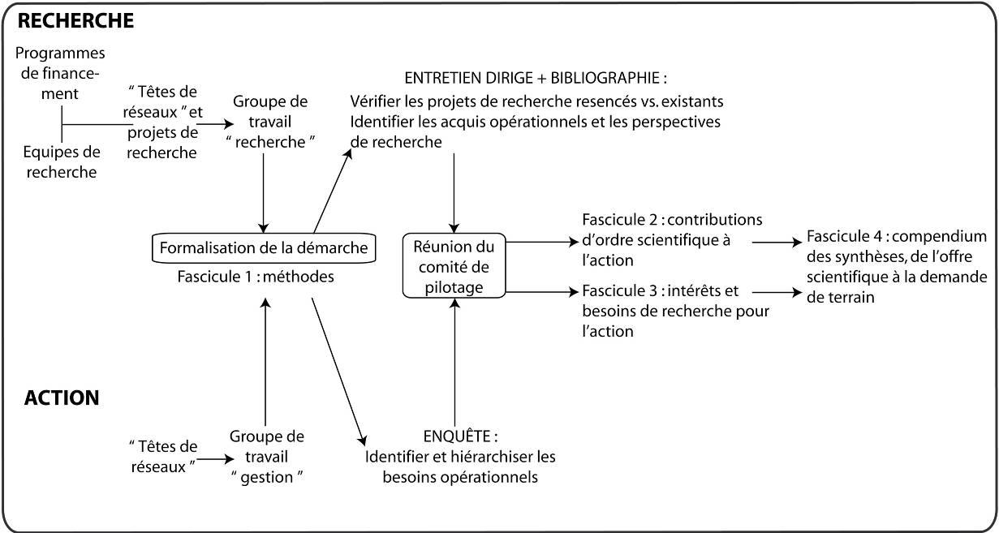 RECHERCHE
Programmes
de finance-
ment
Equipes de
recherche
“ Têtes de
réseaux ” et
projets de
recherche
Groupe de
travail
“ recherche ”
ENTRETIEN DIRIGE + BIBLIOGRAPHIE :
Vérifier les projets de recherche resencés vs. existants
Identifier les acquis opérationnels et les perspectives
de recherche
Formalisation de la démarche
Fascicule 1 : méthodes
Réunion du
comité de
pilotage
Fascicule 2 : contributions
d’ordre scientifique à
l’action
Fascicule 3 : intérêts et
besoins de recherche pour
l’action
Fascicule 4 : compendium
des synthèses, de l’offre
scientifique à la demande
de terrain
ACTION
“ Têtes de
réseaux ”
Groupe de
travail
“ gestion ”
ENQUÊTE :
Identifier et hiérarchiser les
besoins opérationnels